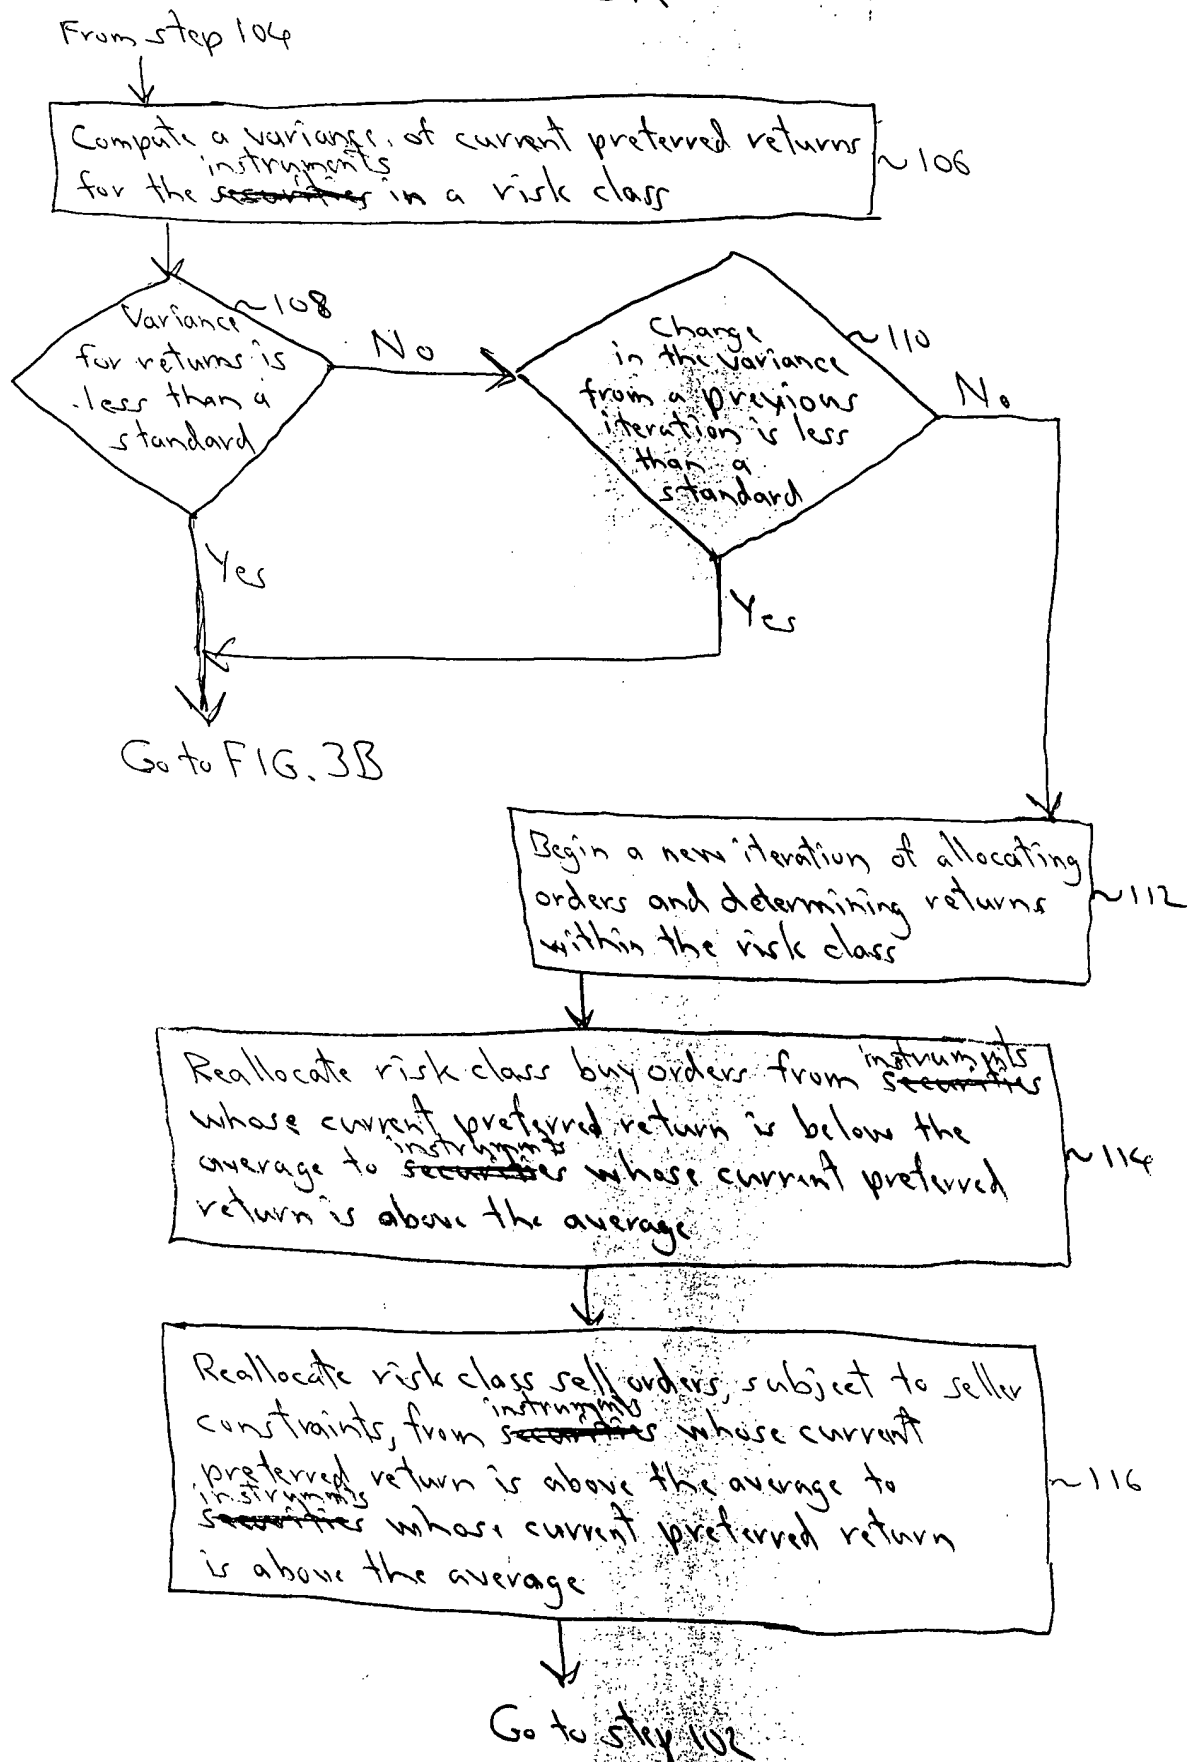 From step 104
Compute a variance of current preferred returns
instruments
for the securities in a risk class
~106
~108
Variance
for returns is
less than a
standard
No
~110
Change
in the variance
from a previous
iteration is less
than a
standard
No
Yes
Yes
Go to FIG. 3B
Begin a new iteration of allocating
orders and determining returns
within the risk class
~112
instruments
Reallocate risk class buy orders from securities
whose current preferred return is below the
instruments
average to securities whose current preferred
return is above the average
~114
Reallocate risk class sell orders, subject to seller
instruments
constraints, from securities whose current
preferred return is above the average to
instruments
securities whose current preferred return
is above the average
~116
Go to step 102